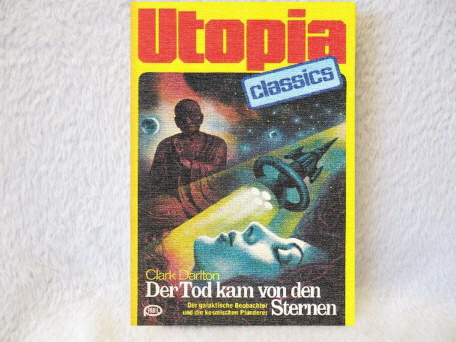 Utopia
classics
Clark Darlton
Der Tod kam von den
Sternen
Der galaktische Beobachter
und die kosmischen Plünderer